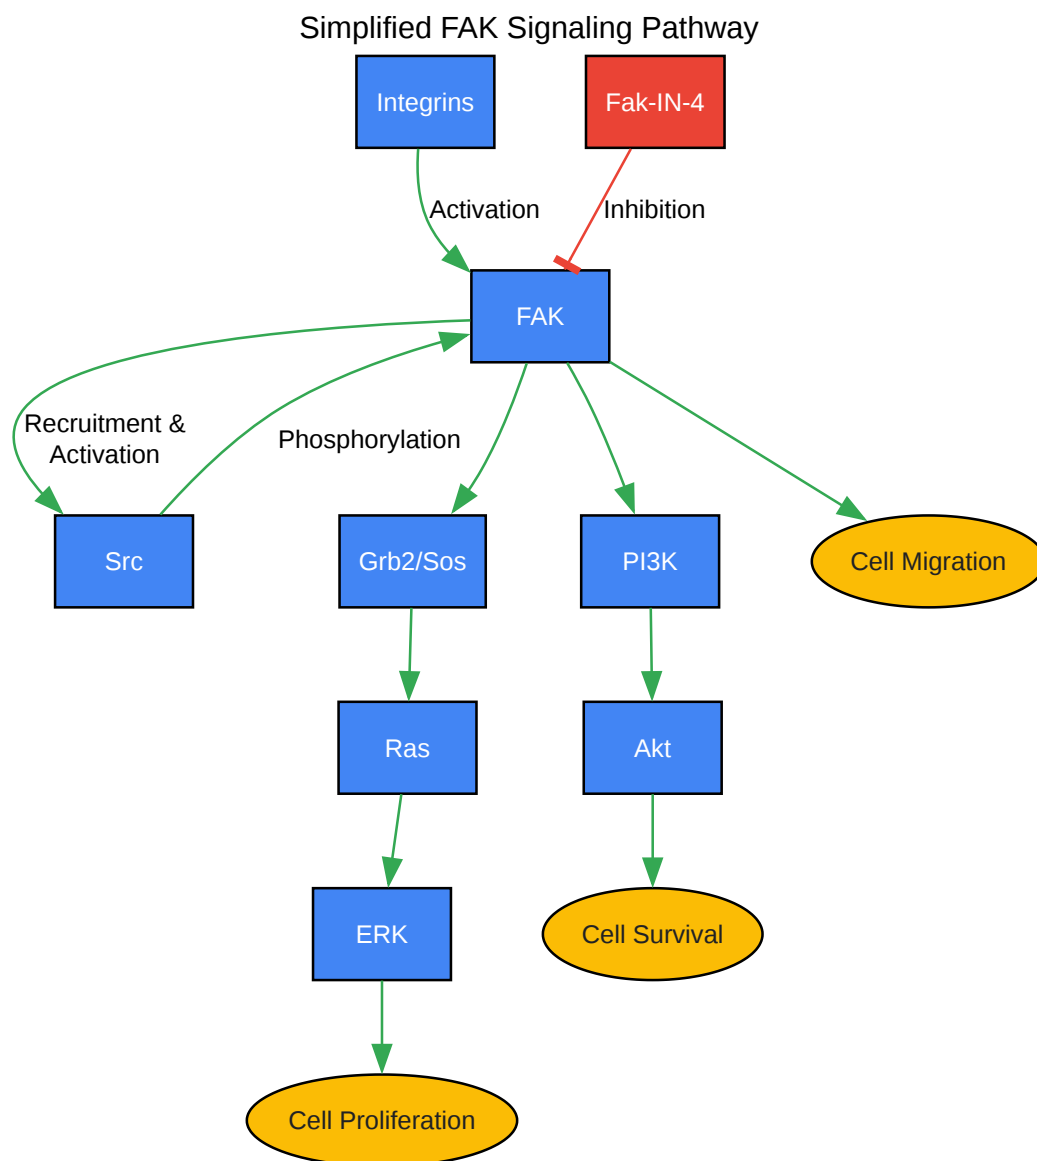 Simplified FAK Signaling Pathway
Integrins
Fak-IN-4
Activation
Inhibition
FAK
Recruitment &
Activation
Phosphorylation
Src
Grb2/Sos
PI3K
Cell Migration
Ras
Akt
ERK
Cell Survival
Cell Proliferation